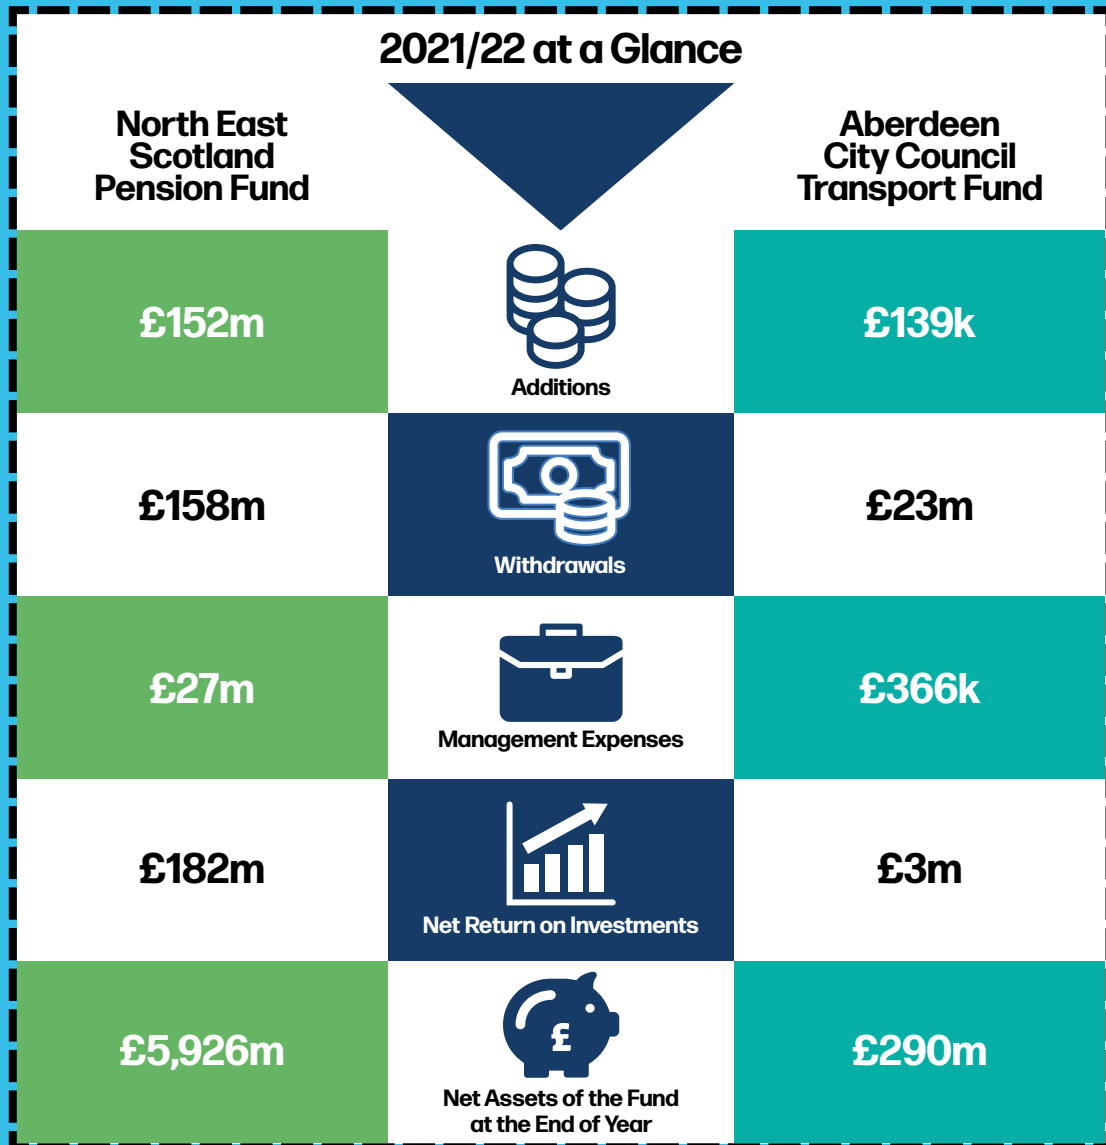 2021/22 at a Glance
North East
Scotland
Pension Fund
Aberdeen
City Council
Transport Fund
£152m
Additions
£139k
£158m
Withdrawals
£23m
£27m
Management Expenses
£366k
£182m
Net Return on Investments
£3m
£5,926m
£
Net Assets of the Fund
at the End of Year
£290m